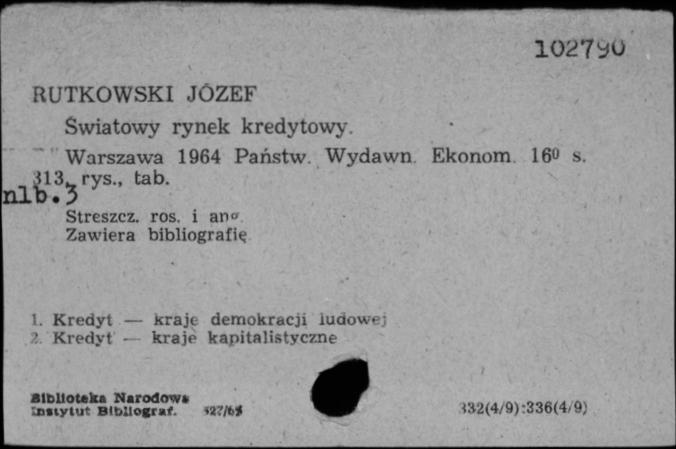 102790
RUTKOWSKI JÓZEF
Światowy rynek kredytowy.
Warszawa 1964 Państw. Wydawn. Ekonom. 16º s.
313, rys., tab.
nlb. 3
Streszcz. ros. i ang.
Zawiera bibliografię.
1. Kredyt — kraje demokracji ludowej
2. Kredyt — kraje kapitalistyczne
Biblioteka Narodowa
Instytut Bibliograf.
332(4/9):336(4/9)